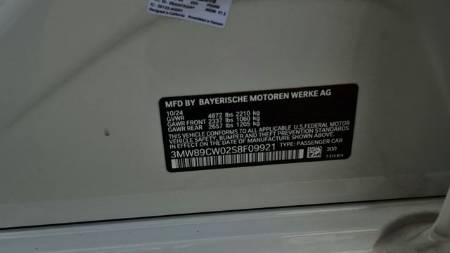 MFD BY BAYERISCHE MOTOREN WERKE AG
10/24
GVWR 4872 lbs 2210 kg
GAWR FRONT 2337 lbs 1060 kg
GAWR REAR 2657 lbs 1205 kg
THIS VEHICLE CONFORMS TO ALL APPLICABLE U.S. FEDERAL MOTOR
VEHICLE SAFETY, BUMPER, AND THEFT PREVENTION STANDARDS
IN EFFECT ON THE DATE OF MANUFACTURE SHOWN ABOVE.
3MW89CW02S8F09921 TYPE: PASSENGER CAR
300